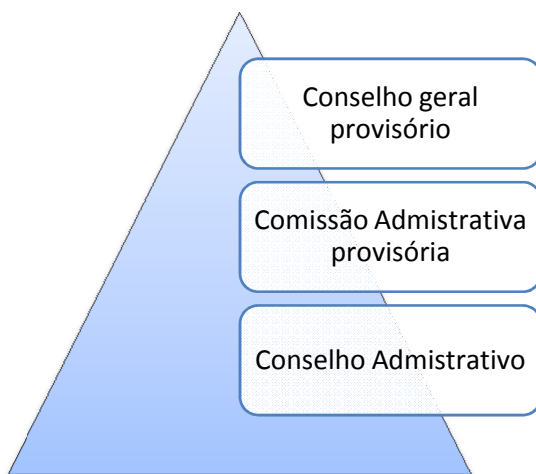 Conselho geral
provisório
Comissão Admistrativa
provisória
Conselho Admistrativo